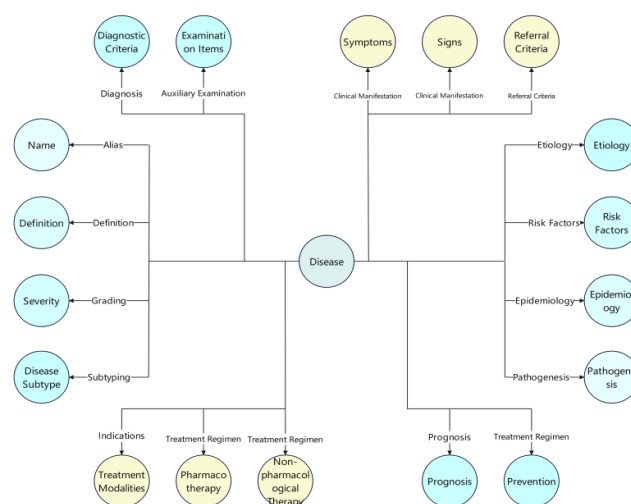 Diagnostic
Criteria
Examinati
on Items
Symptoms
Signs
Referral
Criteria
Diagnosis
Auxiliary Examination
Clinical Manifestation
Clinical Manifestation
Referral Criteria
Name
Alias
Etiology
Etiology
Definition
Definition
Risk Factors
Risk
Factors
Disease
Severity
Grading
Epidemiology
Epidemio
ogy
Disease
Subtype
Subtyping
Pathogenesis
Pathogen
sis
Indications
Treatment Regimen
Treatment Regimen
Prognosis
Treatment Regimen
Treatment
Modalities
Pharmaco
therapy
Non-
pharmacol
ogical
Therapy
Prognosis
Prevention